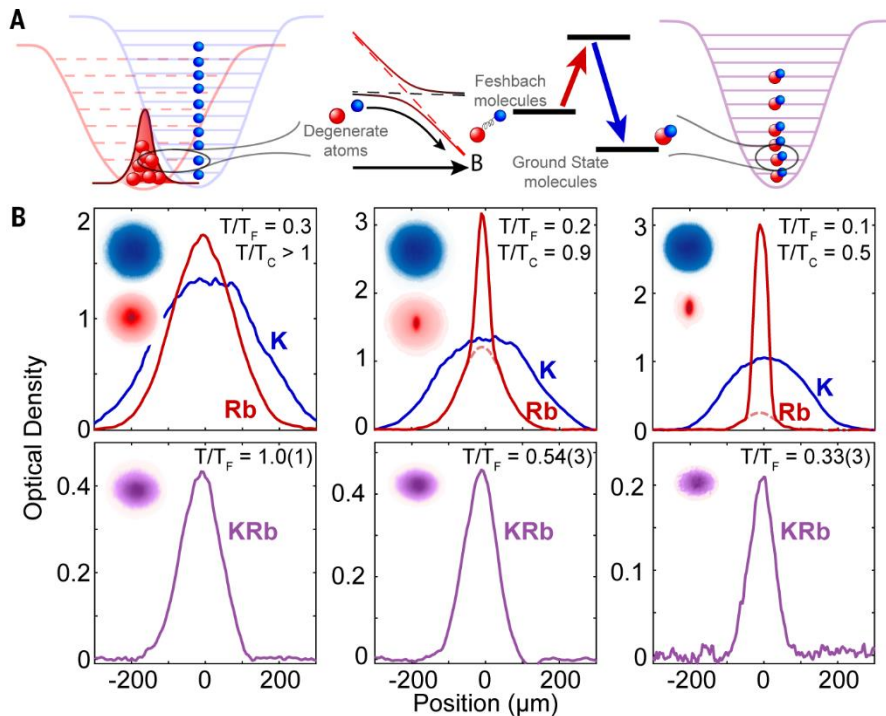 A
Degenerate
atoms
Feshbach
molecules
B
Ground State
molecules
B
Optical Density
2
1
0
T/T_F = 0.3
T/T_C > 1
K
Rb
3
2
1
0
T/T_F = 0.2
T/T_C = 0.9
K
Rb
3
2
1
0
T/T_F = 0.1
T/T_C = 0.5
K
Rb
0.4
0.2
0
T/T_F = 1.0(1)
KRb
0.4
0.2
0
T/T_F = 0.54(3)
KRb
0.2
0.1
0
T/T_F = 0.33(3)
KRb
-200 0 200
-200 0 200
-200 0 200
Position (μm)